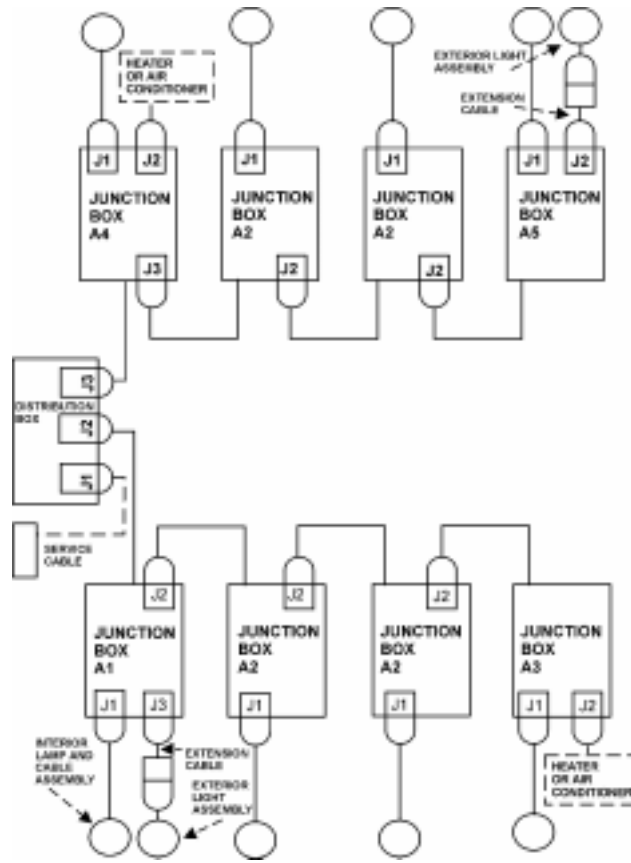 HEATER
OR AIR
CONDITIONER
EXTERIOR LIGHT
ASSEMBLY
EXTENSION
CABLE
J1
J2
J1
J1
J1
J2
JUNCTION
BOX
A4
JUNCTION
BOX
A2
JUNCTION
BOX
A2
JUNCTION
BOX
A5
J3
J2
J2
J3
DISTRIBUTION
BOX
J2
J1
SERVICE
CABLE
J2
J2
J2
JUNCTION
BOX
A1
JUNCTION
BOX
A2
JUNCTION
BOX
A2
JUNCTION
BOX
A3
J1
J3
J1
J1
J1
J2
INTERIOR
LAMP AND
CABLE
ASSEMBLY
EXTENSION
CABLE
EXTERIOR
LIGHT
ASSEMBLY
HEATER
OR AIR
CONDITIONER